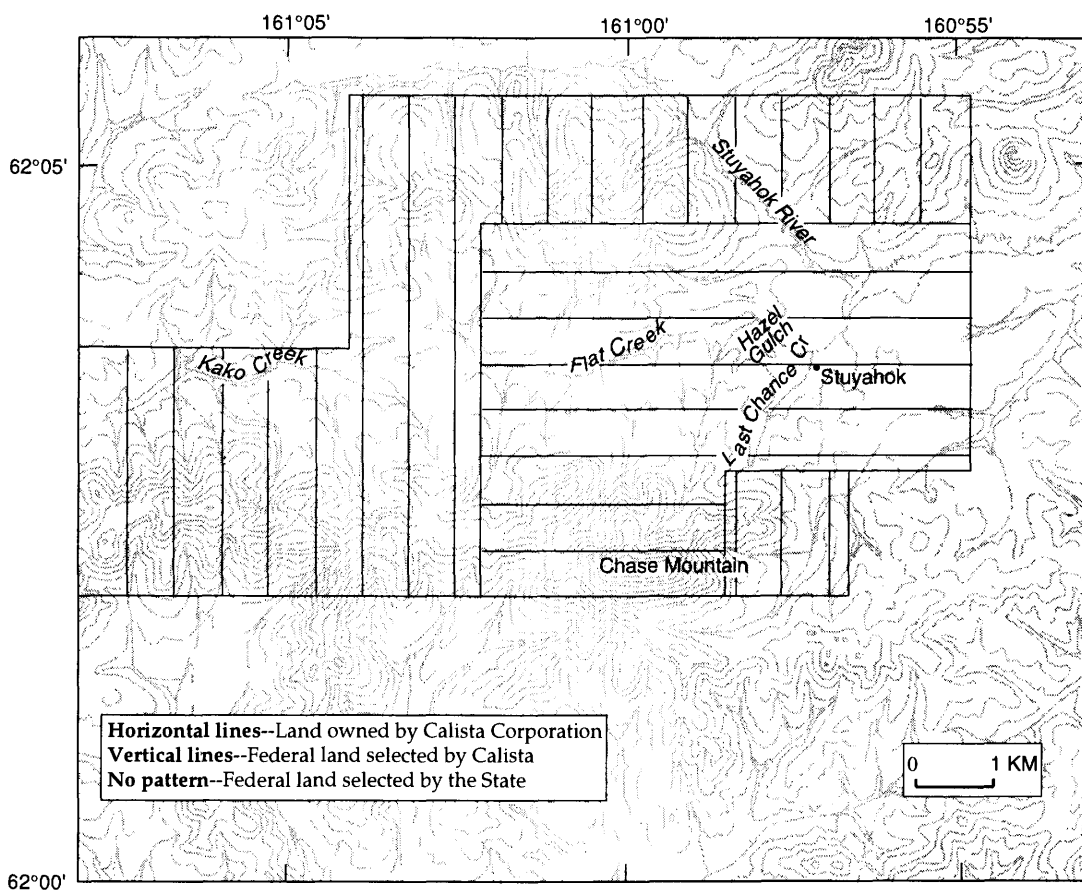 161°05'
161°00'
160°55'
62°05'
Stuyahok River
Hazel
Gulch
Flat Creek
Kako Creek
Last Chance Cr
Stuyahok
Chase Mountain
Horizontal lines--Land owned by Calista Corporation
Vertical lines--Federal land selected by Calista
No pattern--Federal land selected by the State
0 1 KM
62°00'